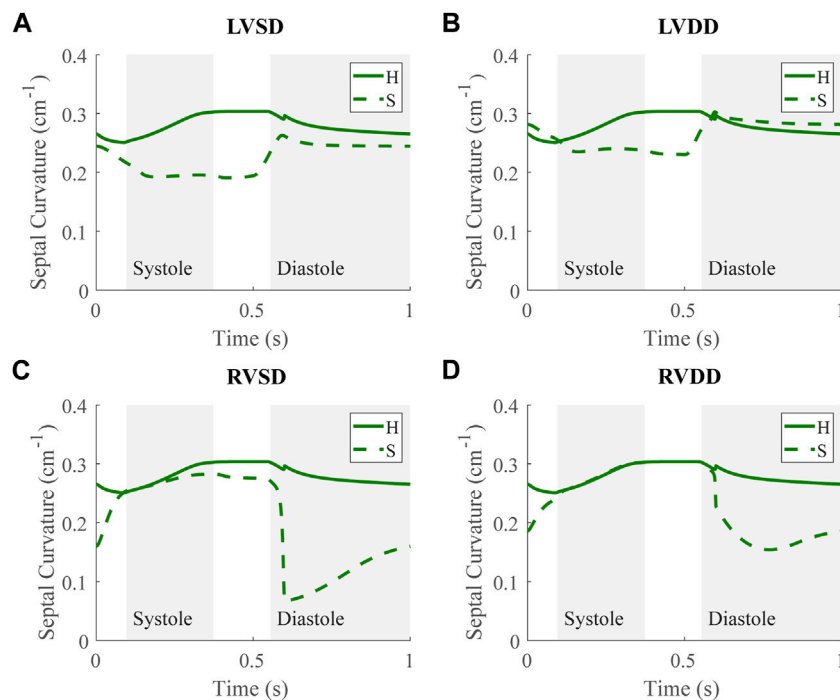 A LVSD
0.4
0.3
0.2
0.1
0
Septal Curvature (cm-1)
H
S
Systole
Diastole
0 0.5 1
Time (s)
B LVDD
0.4
0.3
0.2
0.1
0
Septal Curvature (cm-1)
H
S
Systole
Diastole
0 0.5 1
Time (s)
C RVSD
0.4
0.3
0.2
0.1
0
Septal Curvature (cm-1)
H
S
Systole
Diastole
0 0.5 1
Time (s)
D RVDD
0.4
0.3
0.2
0.1
0
Septal Curvature (cm-1)
H
S
Systole
Diastole
0 0.5 1
Time (s)